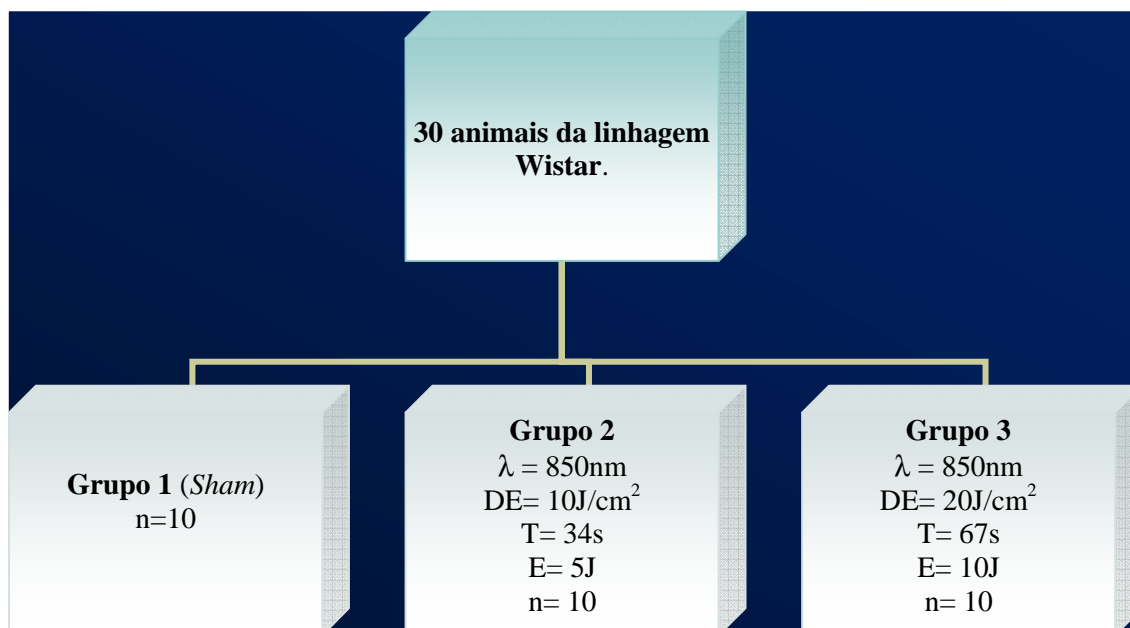 30 animais da linhagem
Wistar.
Grupo 1 (Sham)
n=10
Grupo 2
λ = 850nm
DE= 10J/cm²
T= 34s
E= 5J
n= 10
Grupo 3
λ = 850nm
DE= 20J/cm²
T= 67s
E= 10J
n= 10